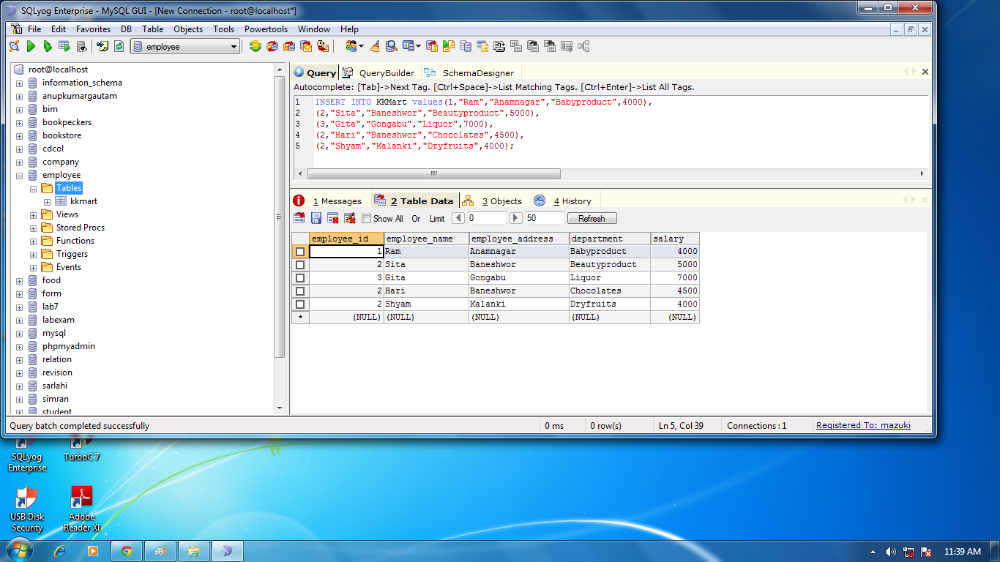 SQLyog Enterprise - MySQL GUI - [New Connection - root@localhost*]
File Edit Favorites DB Table Objects Tools Powertools Window Help
employee
root@localhost
information_schema
anupkumargautam
bim
bookpeckers
bookstore
cdcol
company
employee
Tables
kkmart
Views
Stored Procs
Functions
Triggers
Events
food
form
lab7
labexam
mysql
phpmyadmin
relation
revision
sarlahi
simran
student
Query QueryBuilder SchemaDesigner
Autocomplete: [Tab]->Next Tag. [Ctrl+Space]->List Matching Tags. [Ctrl+Enter]->List All Tags.
1 INSERT INTO KKMart values(1,"Ram","Anamnagar","Babyproduct",4000),
2 (2,"Sita","Baneshwor","Beautyproduct",5000),
3 (3,"Gita","Gongabu","Liquor",7000),
4 (2,"Hari","Baneshwor","Chocolates",4500),
5 (2,"Shyam","Kalanki","Dryfruits",4000);
1 Messages 2 Table Data 3 Objects 4 History
Show All Or Limit 0 50 Refresh
employee_id employee_name employee_address department salary
1 Ram Anamnagar Babyproduct 4000
2 Sita Baneshwor Beautyproduct 5000
3 Gita Gongabu Liquor 7000
2 Hari Baneshwor Chocolates 4500
2 Shyam Kalanki Dryfruits 4000
* (NULL) (NULL) (NULL) (NULL) (NULL)
Query batch completed successfully 0 ms 0 row(s) Ln 5, Col 39 Connections : 1 Registered To: mazuki
SQLyog Enterprise
TurboC 7
USB Disk Security
Adobe Reader XI
11:39 AM